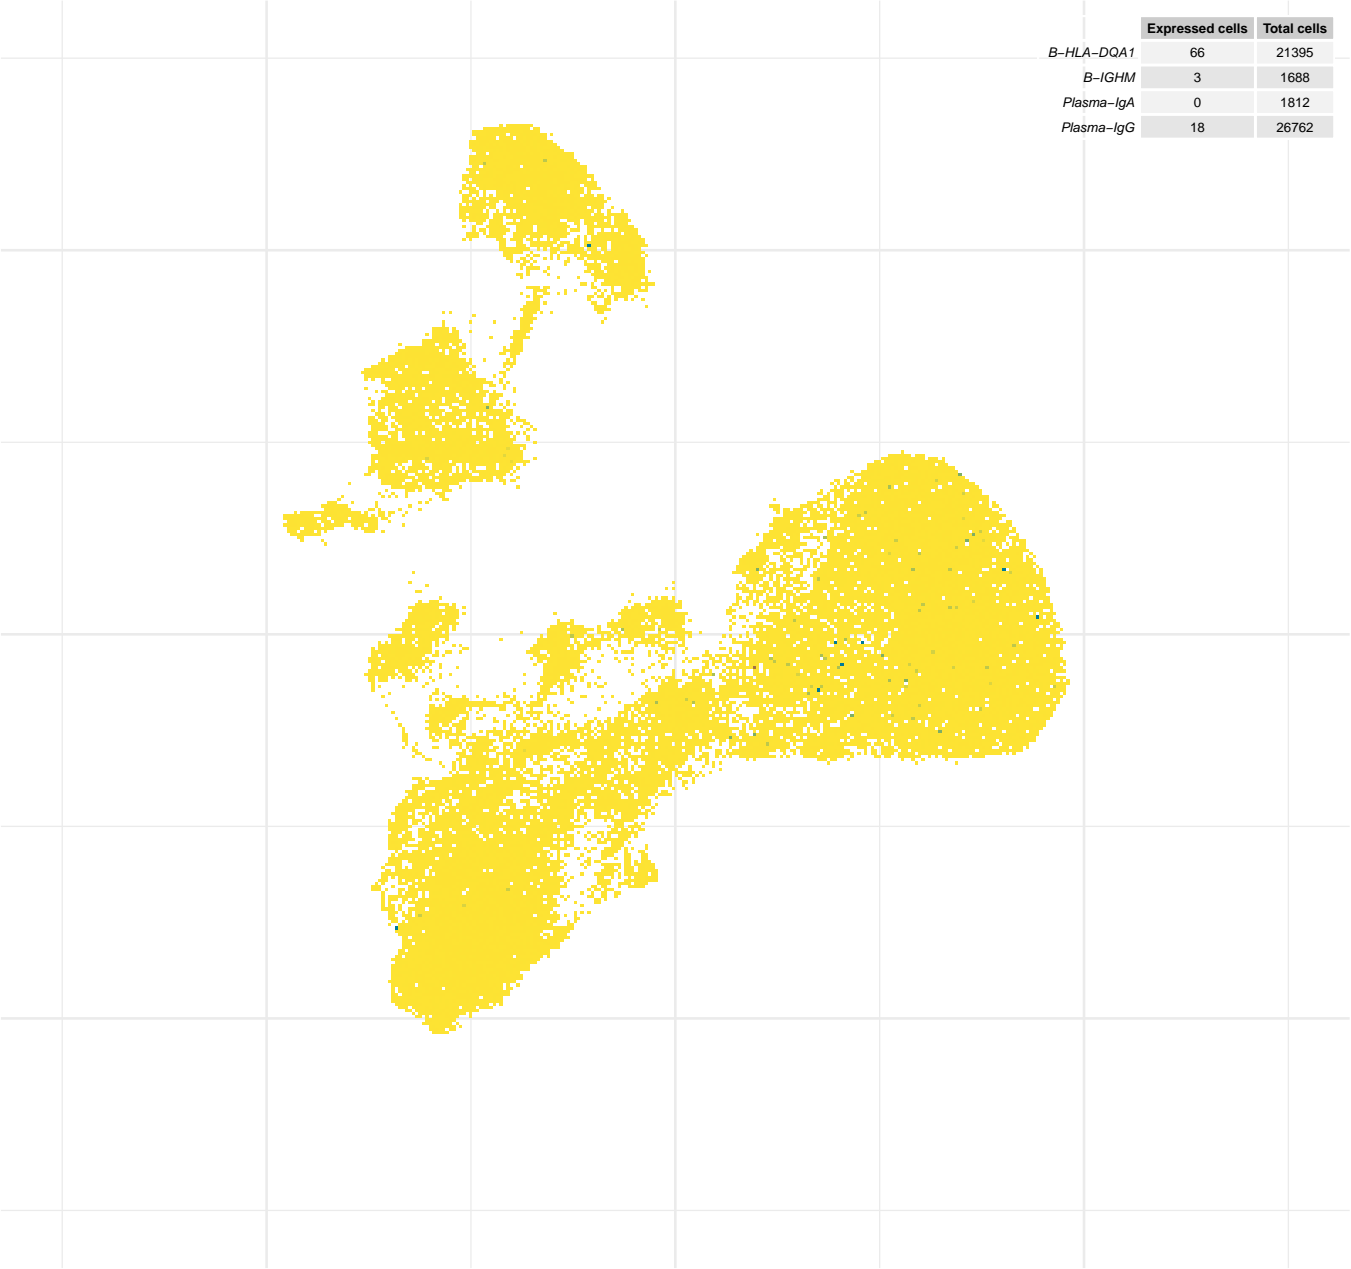 Expressed cells Total cells
B−HLA−DQA1 66 21395
B−IGHM 3 1688
Plasma−IgA 0 1812
Plasma−IgG 18 26762